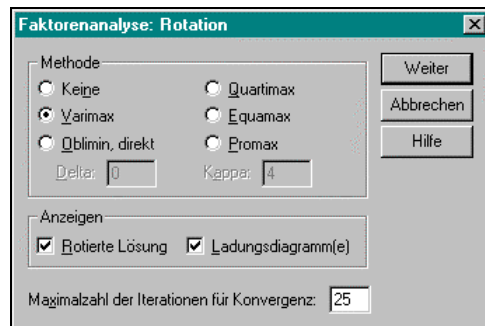 Faktorenanalyse: Rotation
Methode
Keine
Quartimax
Varimax
Equamax
Oblimin, direkt
Promax
Delta: 0
Kappa: 4
Weiter
Abbrechen
Hilfe
Anzeigen
Rotierte Lösung
Ladungsdiagramm(e)
Maximalzahl der Iterationen für Konvergenz: 25